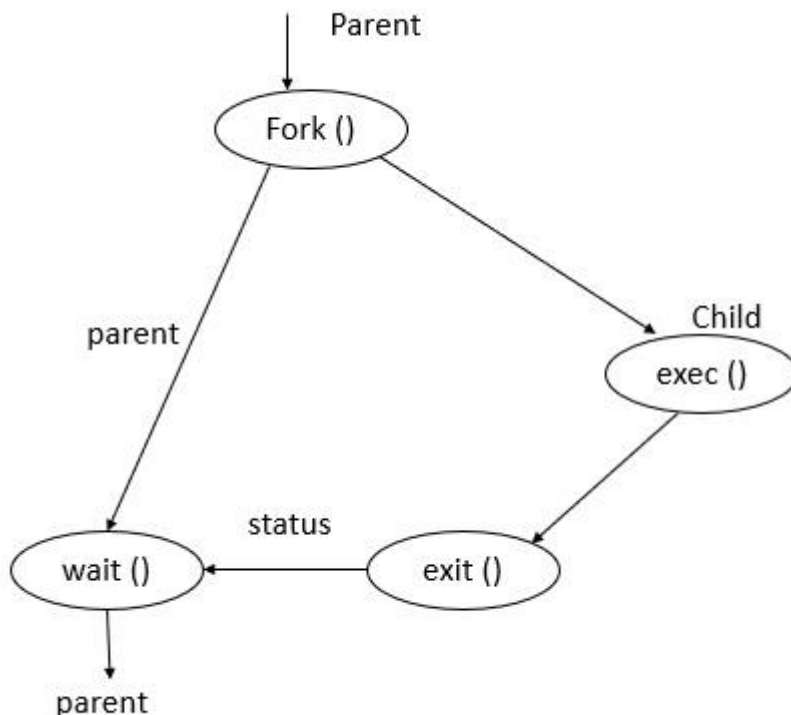 Parent
Fork ()
Child
parent
exec ()
status
wait ()
exit ()
parent